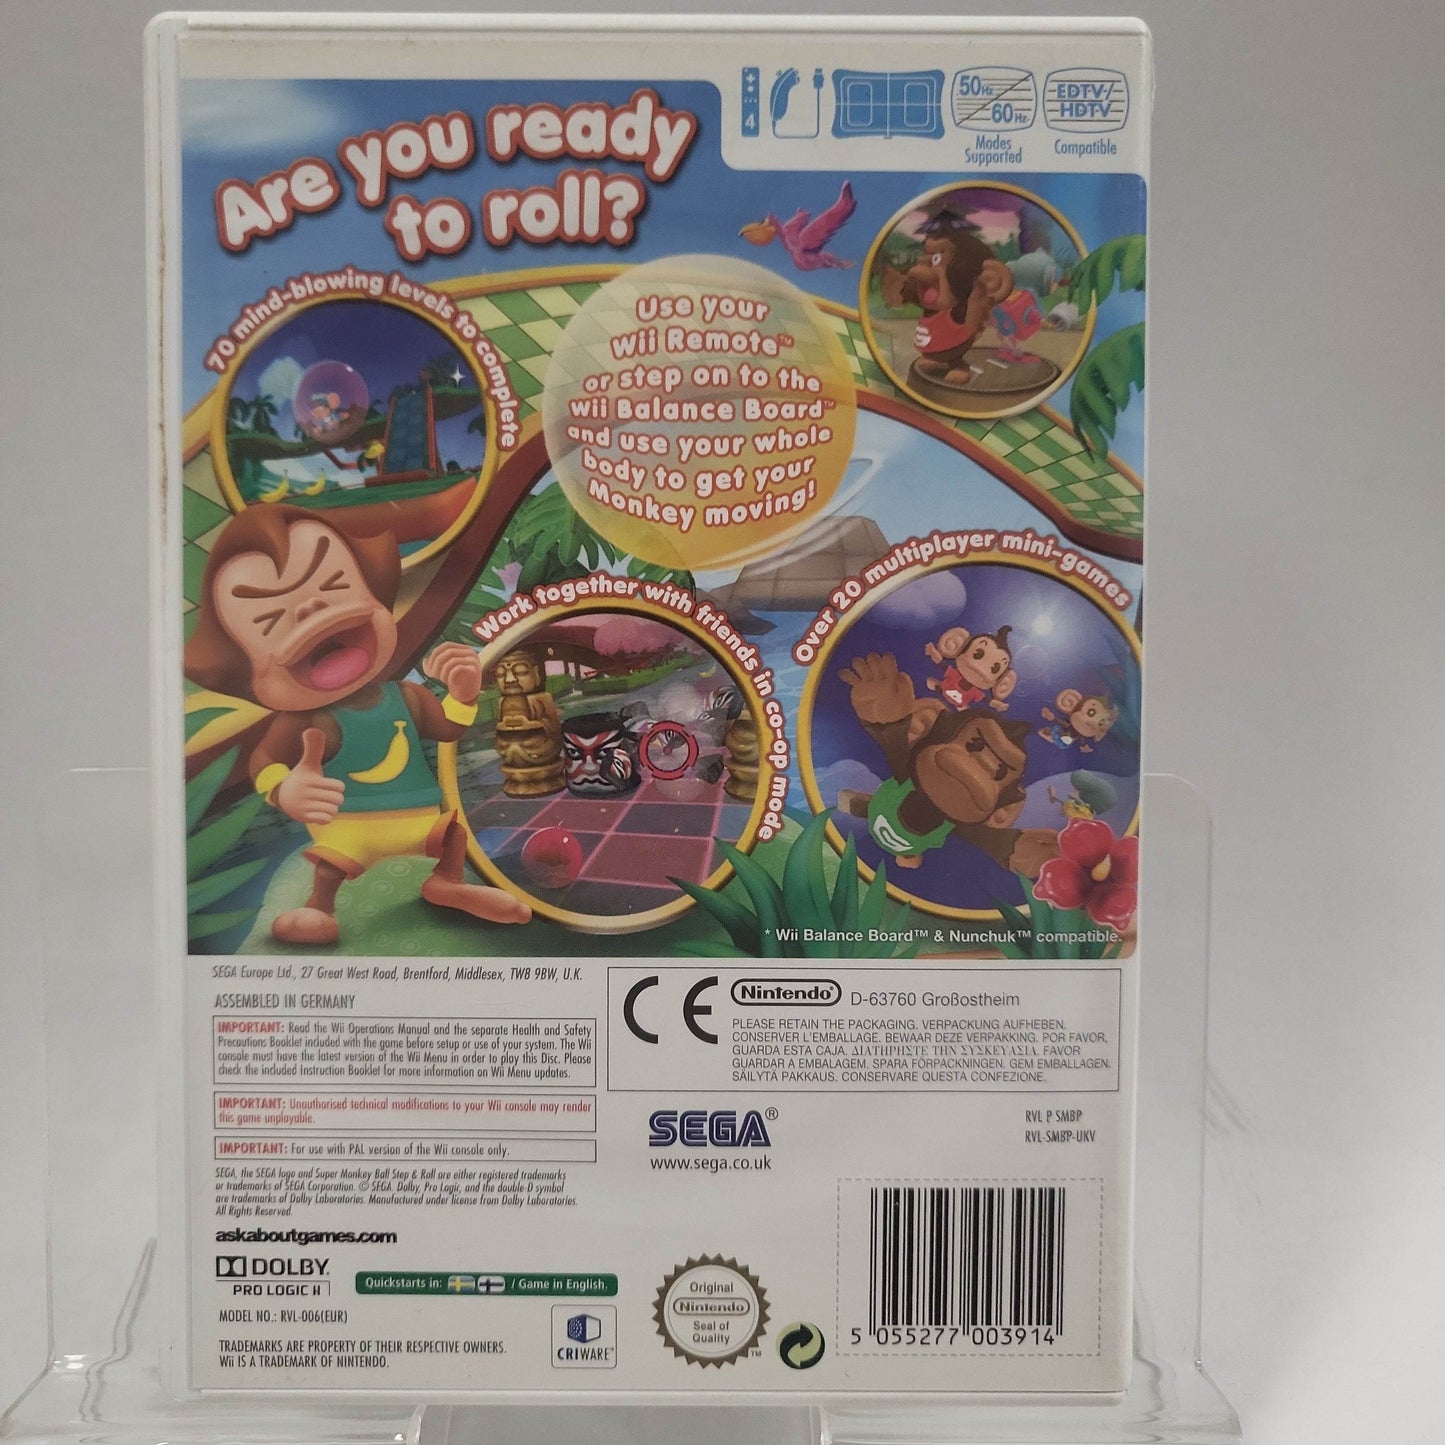 4
50Hz
60Hz
Modes
Supported
EDTV/
HDTV
Compatible
Are you ready
to roll?
70 mind-blowing levels to complete
Use your
Wii Remote™
or step on to the
Wii Balance Board™
and use your whole
body to get your
Monkey moving!
Work together with friends in co-op mode
Over 20 multiplayer mini-games
* Wii Balance Board™ & Nunchuk™ compatible.
SEGA Europe Ltd., 27 Great West Road, Brentford, Middlesex, TW8 9BW, U.K.
ASSEMBLED IN GERMANY
IMPORTANT: Read the Wii Operations Manual and the separate Health and Safety
Precautions Booklet included with the game before setup or use of your system. The Wii
console must have the latest version of the Wii Menu in order to play this Disc. Please
check the included Instruction Booklet for more information on Wii Menu updates.
IMPORTANT: Unauthorised technical modifications to your Wii console may render
this game unplayable.
IMPORTANT: For use with PAL version of the Wii console only.
SEGA, the SEGA logo and Super Monkey Ball Step & Roll are either registered trademarks
or trademarks of SEGA Corporation. © SEGA. Dolby, Pro Logic, and the double-D symbol
are trademarks of Dolby Laboratories. Manufactured under license from Dolby Laboratories.
All Rights Reserved.
askaboutgames.com
DOLBY
PRO LOGIC II
Quickstarts in: / Game in English.
MODEL NO.: RVL-006(EUR)
TRADEMARKS ARE PROPERTY OF THEIR RESPECTIVE OWNERS.
Wii IS A TRADEMARK OF NINTENDO.
CRIWARE™
CE
Nintendo®
D-63760 Großostheim
PLEASE RETAIN THE PACKAGING. VERPACKUNG AUFHEBEN.
CONSERVER L'EMBALLAGE. BEWAAR DEZE VERPAKKING. POR FAVOR,
GUARDA ESTA CAJA. ΔΙΑΤΗΡΗΣΤΕ ΤΗΝ ΣΥΣΚΕΥΑΣΙΑ. FAVOR
GUARDAR A EMBALAGEM. SPARA FÖRPACKNINGEN. GEM EMBALLAGEN.
SÄILYTÄ PAKKAUS. CONSERVARE QUESTA CONFEZIONE.
SEGA®
www.sega.co.uk
RVL P SMBP
RVL-SMBP-UKV
Original
Nintendo
Seal of
Quality
TM
5 055277 003914